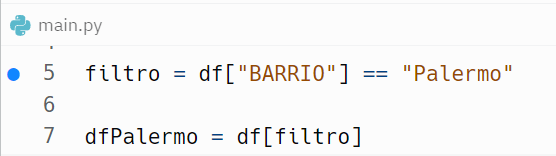 main.py
5 filtro = df["BARRIO"] == "Palermo"
6
7 dfPalermo = df[filtro]